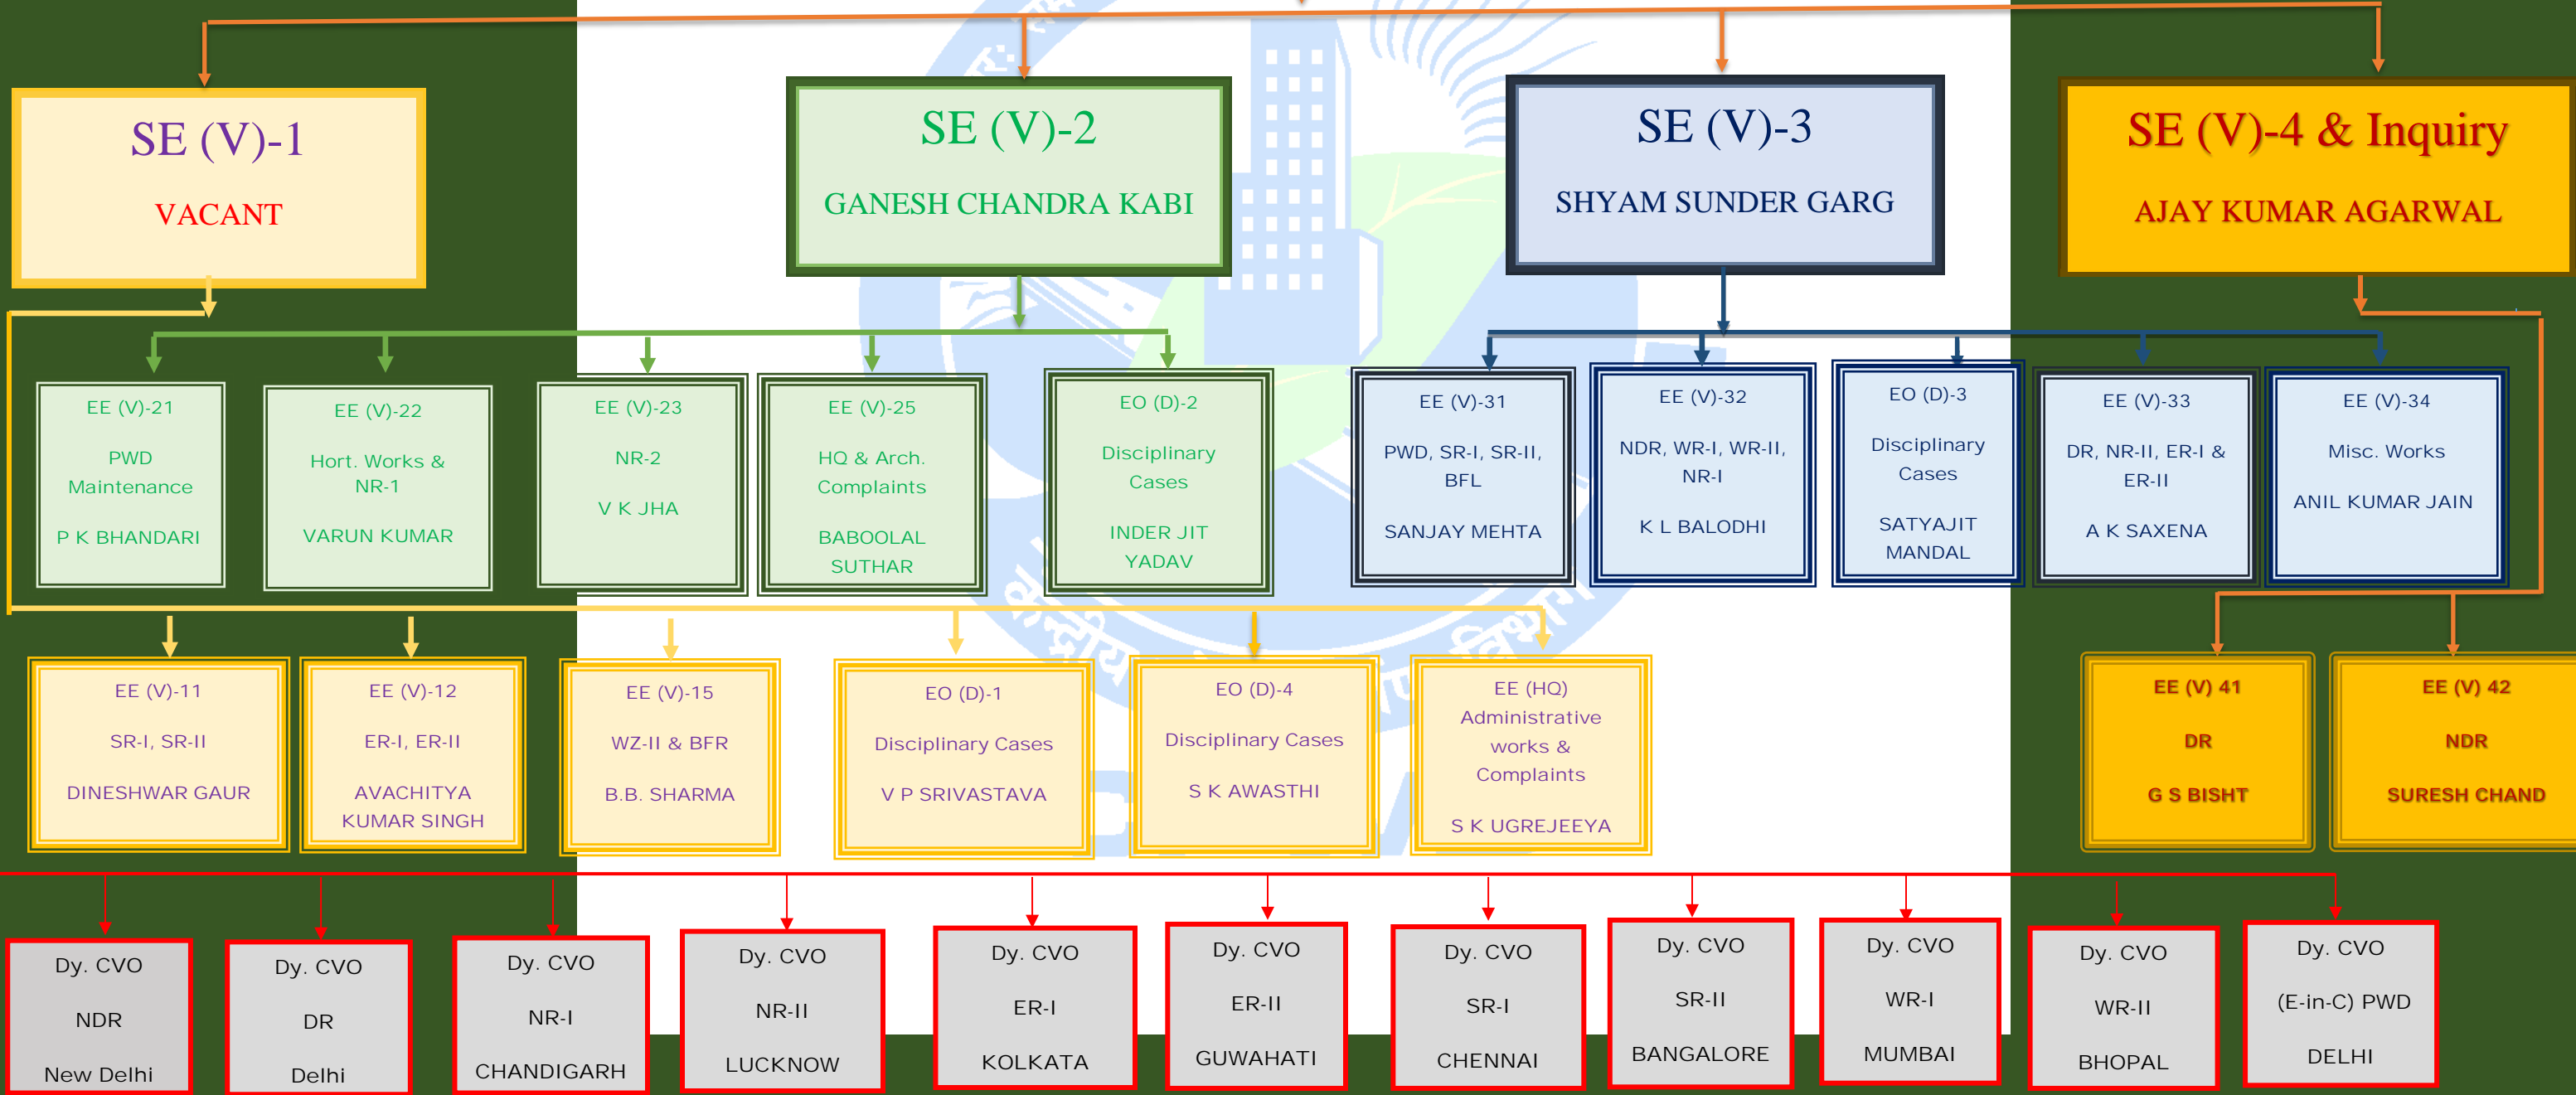 SE (V)-1
VACANT
SE (V)-2
GANESH CHANDRA KABI
SE (V)-3
SHYAM SUNDER GARG
SE (V)-4 & Inquiry
AJAY KUMAR AGARWAL
EE (V)-21
PWD
Maintenance
P K BHANDARI
EE (V)-22
Hort. Works &
NR-1
VARUN KUMAR
EE (V)-23
NR-2
V K JHA
EE (V)-25
HQ & Arch.
Complaints
BABOOLAL
SUTHAR
EO (D)-2
Disciplinary
Cases
INDER JIT
YADAV
EE (V)-31
PWD, SR-I, SR-II,
BFL
SANJAY MEHTA
EE (V)-32
NDR, WR-I, WR-II,
NR-I
K L BALODHI
EO (D)-3
Disciplinary
Cases
SATYAJIT
MANDAL
EE (V)-33
DR, NR-II, ER-I &
ER-II
A K SAXENA
EE (V)-34
Misc. Works
ANIL KUMAR JAIN
EE (V)-11
SR-I, SR-II
DINESHWAR GAUR
EE (V)-12
ER-I, ER-II
AVACHITYA
KUMAR SINGH
EE (V)-15
WZ-II & BFR
B.B. SHARMA
EO (D)-1
Disciplinary Cases
V P SRIVASTAVA
EO (D)-4
Disciplinary Cases
S K AWASTHI
EE (HQ)
Administrative
works &
Complaints
S K UGREJEEYA
EE (V) 41
DR
G S BISHT
EE (V) 42
NDR
SURESH CHAND
Dy. CVO
NDR
New Delhi
Dy. CVO
DR
Delhi
Dy. CVO
NR-I
CHANDIGARH
Dy. CVO
NR-II
LUCKNOW
Dy. CVO
ER-I
KOLKATA
Dy. CVO
ER-II
GUWAHATI
Dy. CVO
SR-I
CHENNAI
Dy. CVO
SR-II
BANGALORE
Dy. CVO
WR-I
MUMBAI
Dy. CVO
WR-II
BHOPAL
Dy. CVO
(E-in-C) PWD
DELHI